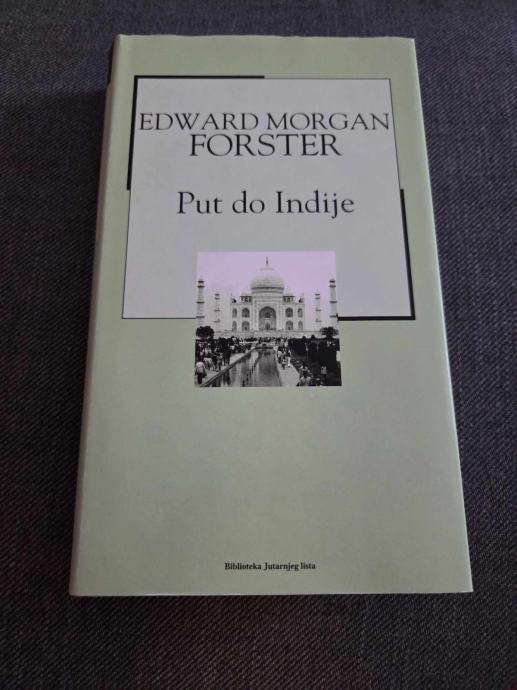 EDWARD MORGAN
FORSTER
Put do Indije
Biblioteka Jutarnjeg lista